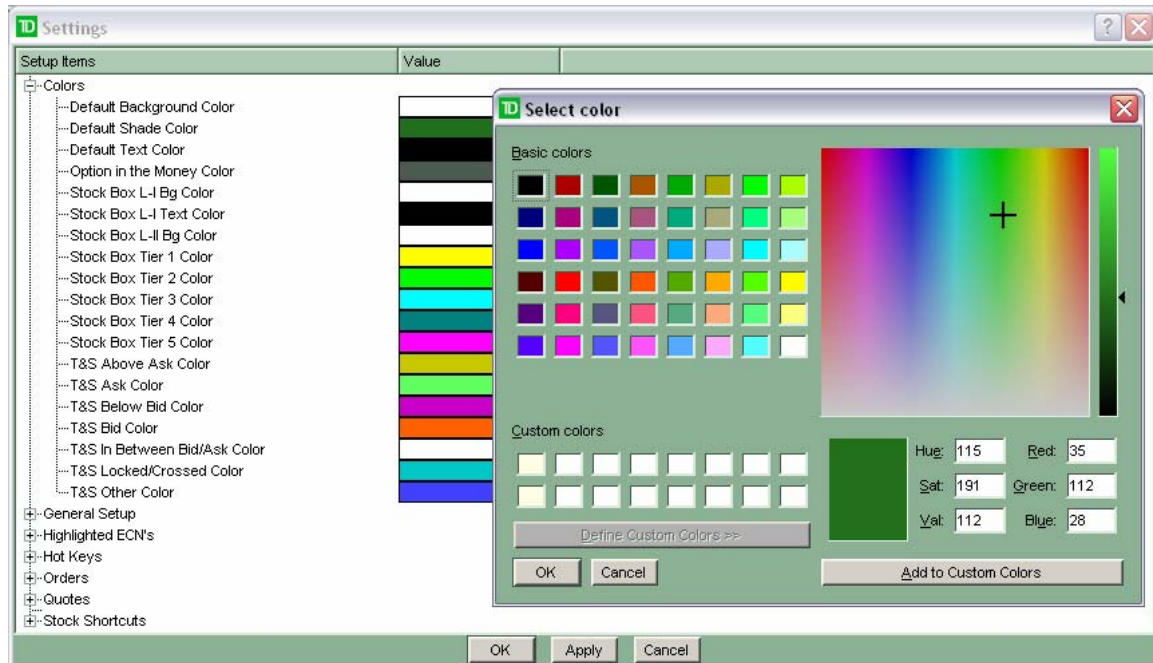 TD Settings
Setup Items Value
Colors
Default Background Color
Default Shade Color
Default Text Color
Option in the Money Color
Stock Box L-I Bg Color
Stock Box L-I Text Color
Stock Box L-II Bg Color
Stock Box Tier 1 Color
Stock Box Tier 2 Color
Stock Box Tier 3 Color
Stock Box Tier 4 Color
Stock Box Tier 5 Color
T&S Above Ask Color
T&S Ask Color
T&S Below Bid Color
T&S Bid Color
T&S In Between Bid/Ask Color
T&S Locked/Crossed Color
T&S Other Color
General Setup
Highlighted ECN's
Hot Keys
Orders
Quotes
Stock Shortcuts
TD Select color
Basic colors
Custom colors
Define Custom Colors >>
OK Cancel
Hue: 115 Red: 35
Sat: 191 Green: 112
Val: 112 Blue: 28
Add to Custom Colors
OK Apply Cancel